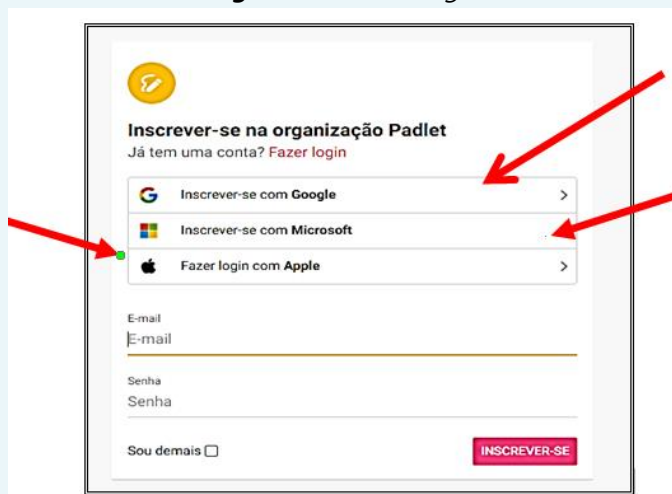 Inscrever-se na organização Padlet
Já tem uma conta? Fazer login
Inscrever-se com Google
Inscrever-se com Microsoft
Fazer login com Apple
E-mail
E-mail
Senha
Senha
Sou demais
INSCREVER-SE